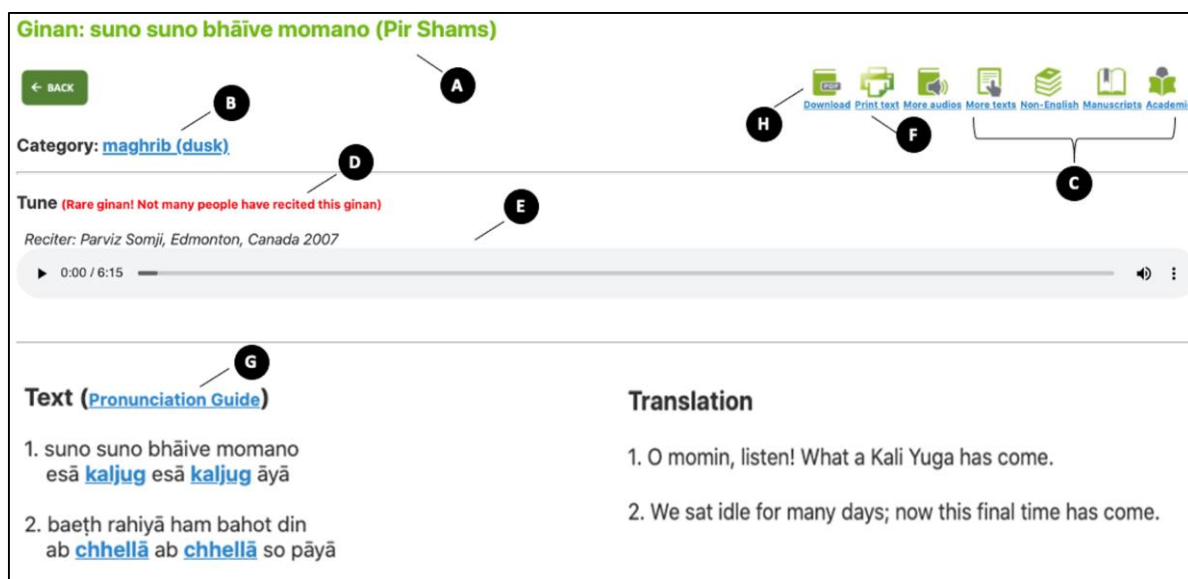 Ginan: suno suno bhāīve momano (Pir Shams)
A
← BACK
B
H
Download Print text More audios More texts Non-English Manuscripts Academi
F
Category: maghrib (dusk)
D
C
Tune (Rare ginan! Not many people have recited this ginan)
E
Reciter: Parviz Somji, Edmonton, Canada 2007
0:00 / 6:15
G
Text (Pronunciation Guide)
Translation
1. suno suno bhāive momano
esā kaljug esā kaljug āyā
1. O momin, listen! What a Kali Yuga has come.
2. baeṭh rahiyā ham bahot din
ab chhellā ab chhellā so pāyā
2. We sat idle for many days; now this final time has come.